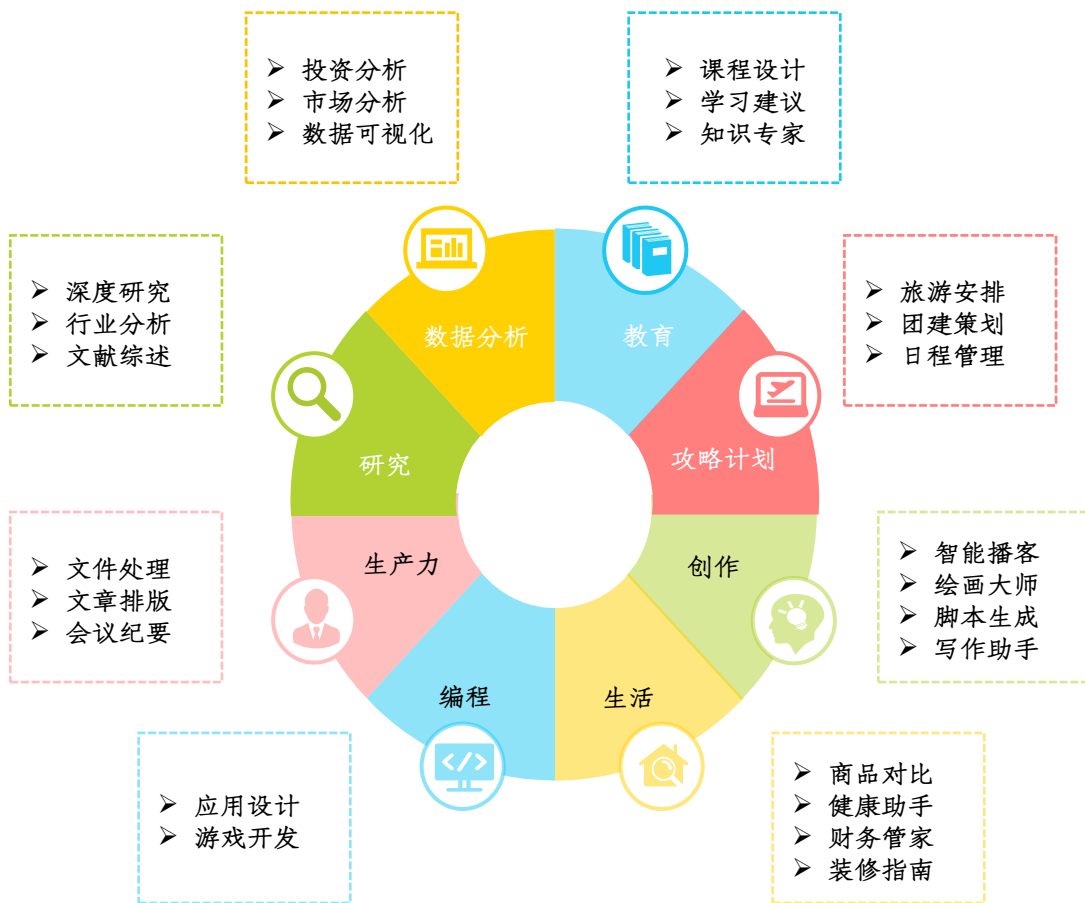 投资分析
市场分析
数据可视化
课程设计
学习建议
知识专家
深度研究
行业分析
文献综述
旅游安排
团建策划
日程管理
数据分析
教育
研究
攻略计划
生产力
创作
编程
生活
文件处理
文章排版
会议纪要
智能播客
绘画大师
脚本生成
写作助手
应用设计
游戏开发
商品对比
健康助手
财务管家
装修指南